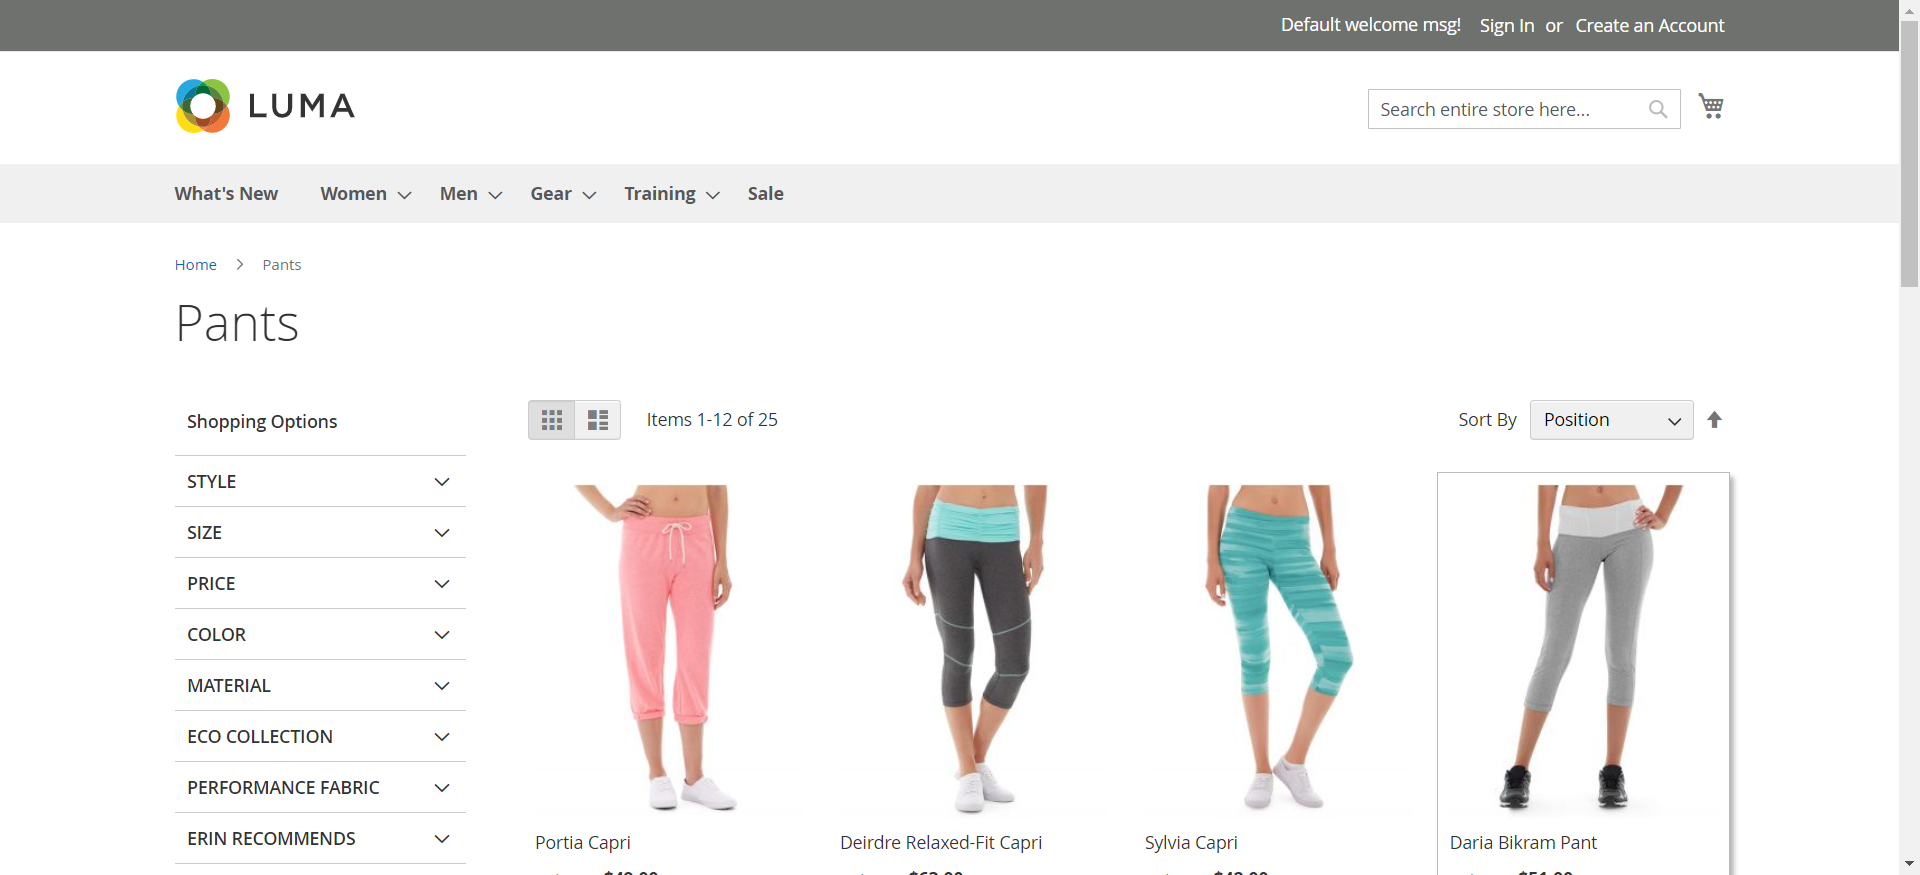 Default welcome msg! Sign In or Create an Account
LUMA
Search entire store here...
What's New Women Men Gear Training Sale
Home > Pants
Pants
Shopping Options
Items 1-12 of 25
Sort By Position
STYLE
SIZE
PRICE
COLOR
MATERIAL
ECO COLLECTION
PERFORMANCE FABRIC
ERIN RECOMMENDS
Portia Capri
Deirdre Relaxed-Fit Capri
Sylvia Capri
Daria Bikram Pant